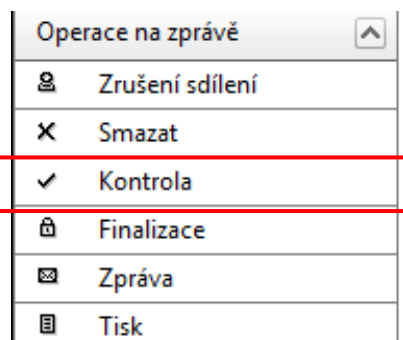 Operace na zprávě
Zrušení sdílení
Smazat
Kontrola
Finalizace
Zpráva
Tisk